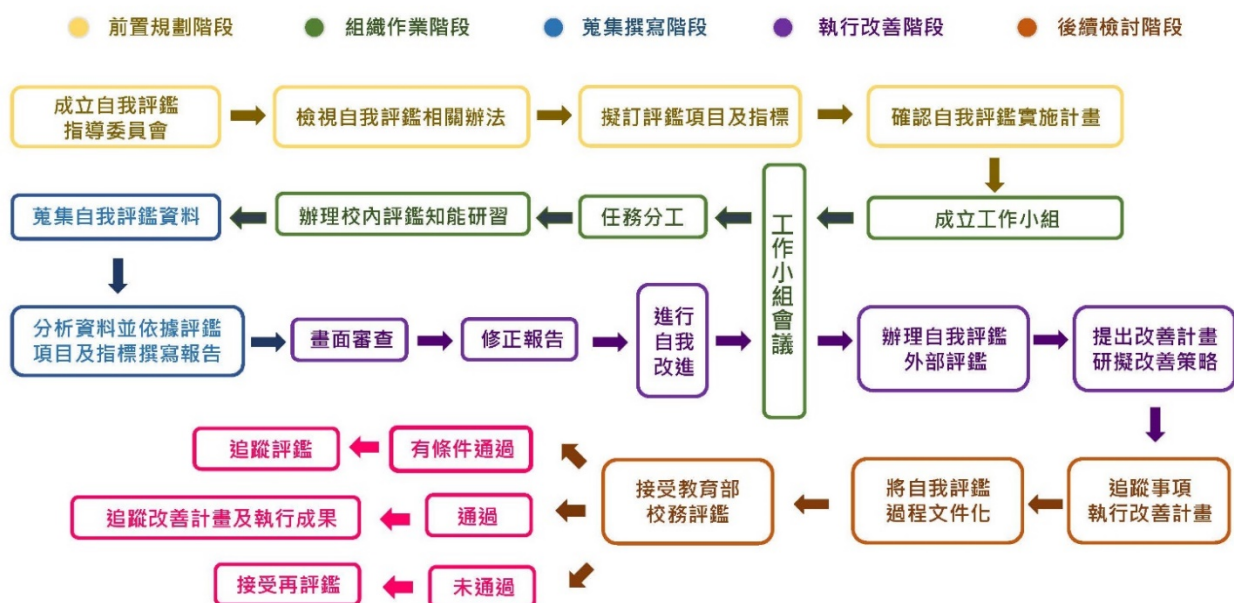 前置規劃階段
組織作業階段
蒐集撰寫階段
執行改善階段
後續檢討階段
成立自我評鑑
指導委員會
檢視自我評鑑相關辦法
擬訂評鑑項目及指標
確認自我評鑑實施計畫
成立工作小組
工作小組會議
任務分工
辦理校內評鑑知能研習
蒐集自我評鑑資料
分析資料並依據評鑑
項目及指標撰寫報告
畫面審查
修正報告
進行
自我
改進
辦理自我評鑑
外部評鑑
提出改善計畫
研擬改善策略
追蹤事項
執行改善計畫
將自我評鑑
過程文件化
接受教育部
校務評鑑
有條件通過
追蹤評鑑
通過
追蹤改善計畫及執行成果
未通過
接受再評鑑